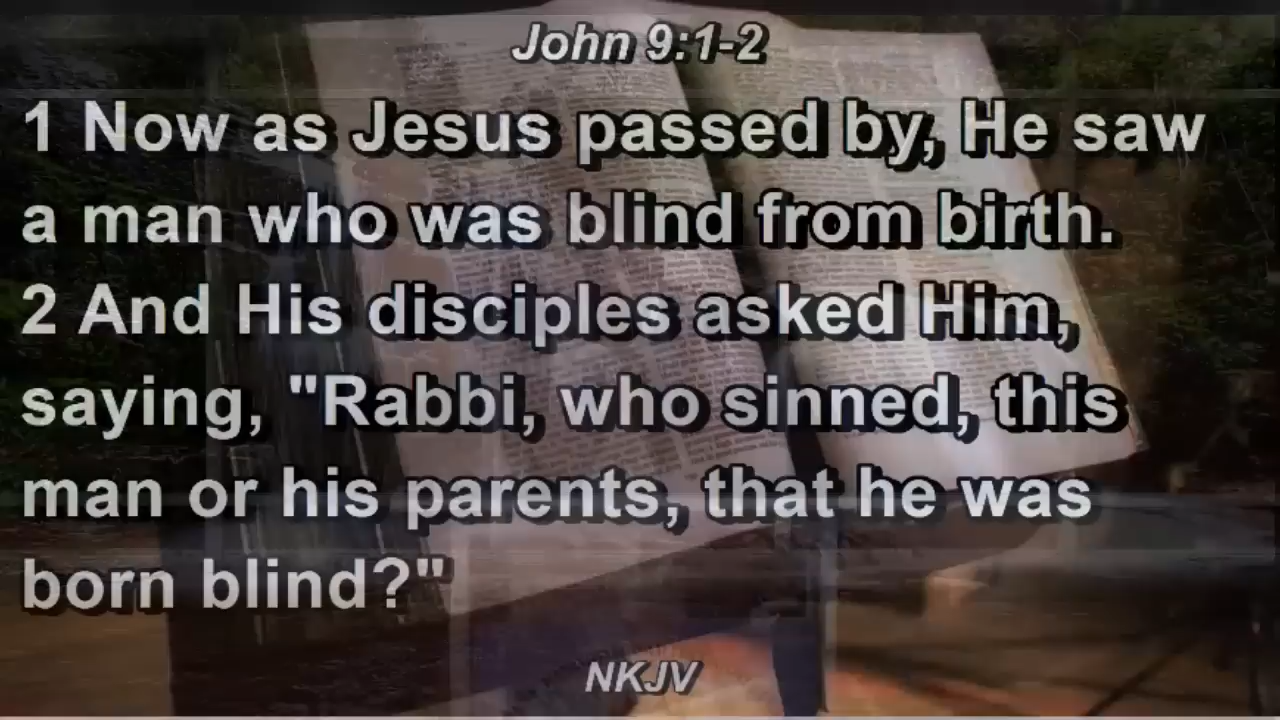 John 9:1-2
1 Now as Jesus passed by, He saw
a man who was blind from birth.
2 And His disciples asked Him,
saying, "Rabbi, who sinned, this
man or his parents, that he was
born blind?"
NKJV